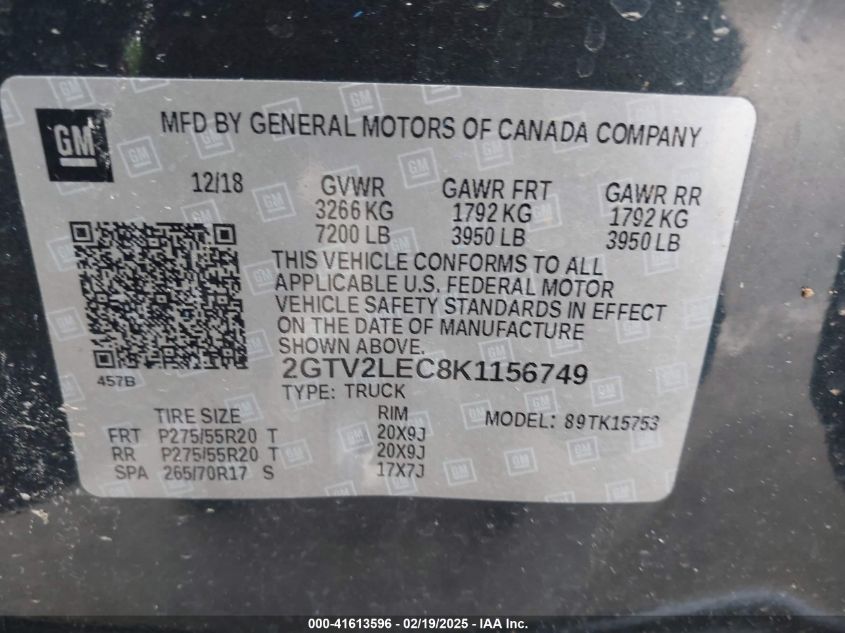 GM
MFD BY GENERAL MOTORS OF CANADA COMPANY
12/18 GVWR GAWR FRT GAWR RR
3266 KG 1792 KG 1792 KG
7200 LB 3950 LB 3950 LB
THIS VEHICLE CONFORMS TO ALL
APPLICABLE U.S. FEDERAL MOTOR
VEHICLE SAFETY STANDARDS IN EFFECT
ON THE DATE OF MANUFACTURE
SHOWN ABOVE.
457B
2GTV2LEC8K1156749
TYPE: TRUCK
TIRE SIZE RIM MODEL: 89TK15753
FRT P275/55R20 T 20X9J
RR P275/55R20 T 20X9J
SPA 265/70R17 S 17X7J
000-41613596 - 02/19/2025 - IAAI Inc.